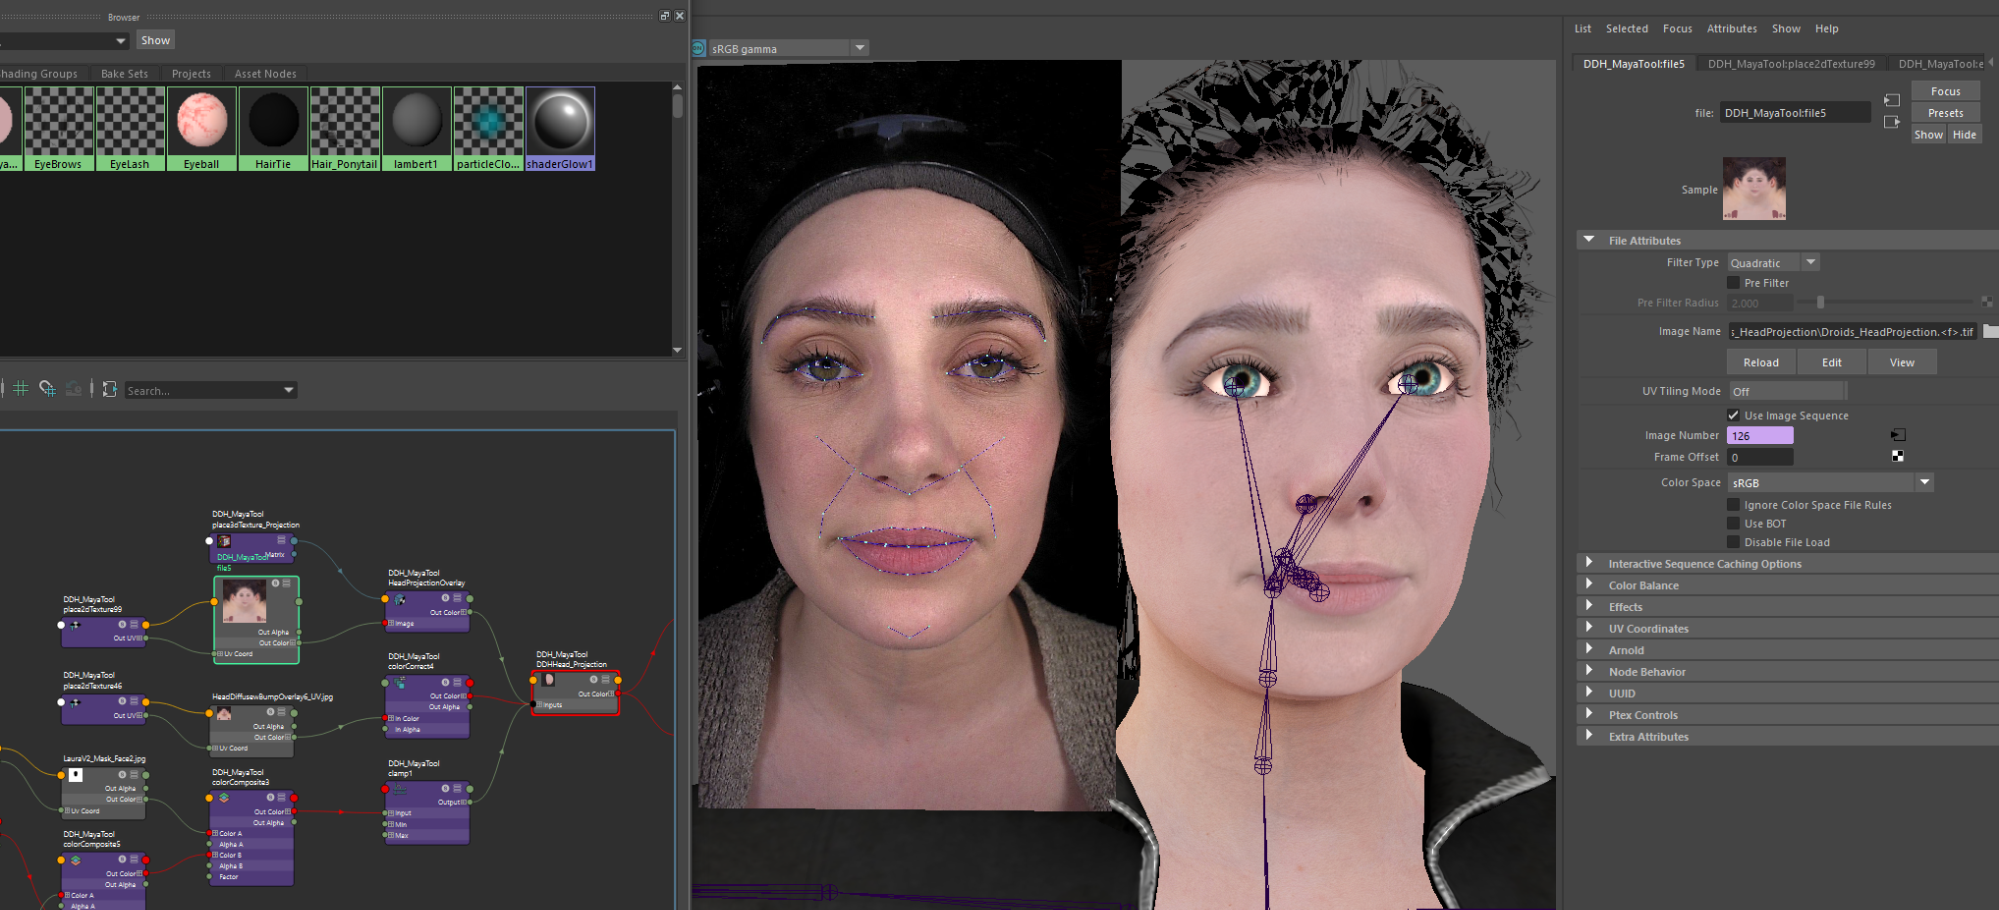 Browser
Show
hading Groups
Bake Sets
Projects
Asset Nodes
ya...
EyeBrows
EyeLash
Eyeball
HairTie
Hair_Ponytail
lambert1
particleClo...
shaderGlow1
Search...
DDH_MayaTool
place3dTexture_Projection
Matrix
DDH_MayaTool
file5
Out Alpha
Out Color
Uv Coord
DDH_MayaTool
place2dTexture99
Out UV
DDH_MayaTool
HeadProjectionOverlay
Out Color
Image
DDH_MayaTool
place2dTexture46
Out UV
HeadDiffusewBumpOverlay6_UV.jpg
Out Alpha
Out Color
Uv Coord
DDH_MayaTool
colorCorrect4
Out Color
Out Alpha
In Color
In Alpha
DDH_MayaTool
DDHHead_Projection
Out Color
Inputs
LauraV2_Mask_Face2.jpg
Out Alpha
Out Color
Uv Coord
DDH_MayaTool
colorComposite3
Out Color
Out Alpha
Color A
Alpha A
Color B
Alpha B
Factor
DDH_MayaTool
clamp1
Output
Input
Min
Max
DDH_MayaTool
colorComposite5
Out Color
Out Alpha
Color A
Alpha A
sRGB gamma
List Selected Focus Attributes Show Help
DDH_MayaTool:file5 DDH_MayaTool:place2dTexture99 DDH_MayaTool:e
file: DDH_MayaTool:file5
Focus
Presets
Show Hide
Sample
File Attributes
Filter Type Quadratic
Pre Filter
Pre Filter Radius 2.000
Image Name s_HeadProjection\Droids_HeadProjection.<f>.tif
Reload Edit View
UV Tiling Mode Off
Use Image Sequence
Image Number 126
Frame Offset 0
Color Space sRGB
Ignore Color Space File Rules
Use BOT
Disable File Load
Interactive Sequence Caching Options
Color Balance
Effects
UV Coordinates
Arnold
Node Behavior
UUID
Ptex Controls
Extra Attributes